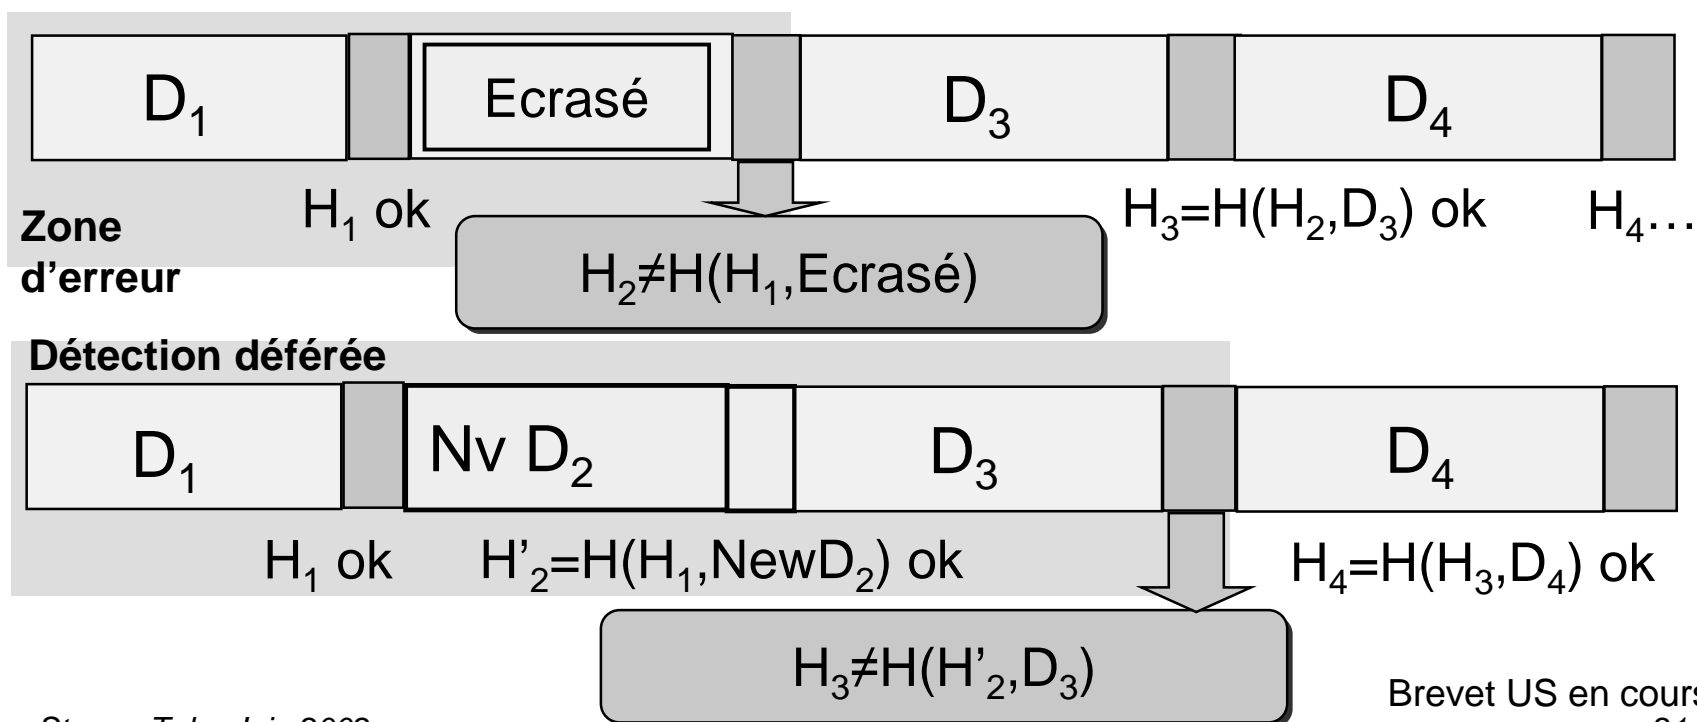 D₁ Ecrasé D₃ D₄
H₁ ok H₃=H(H₂,D₃) ok H₄…
Zone
d’erreur
H₂≠H(H₁,Ecrasé)
Détection déférée
D₁ Nv D₂ D₃ D₄
H₁ ok H’₂=H(H₁,NewD₂) ok H₄=H(H₃,D₄) ok
H₃≠H(H’₂,D₃)
Brevet US en cours